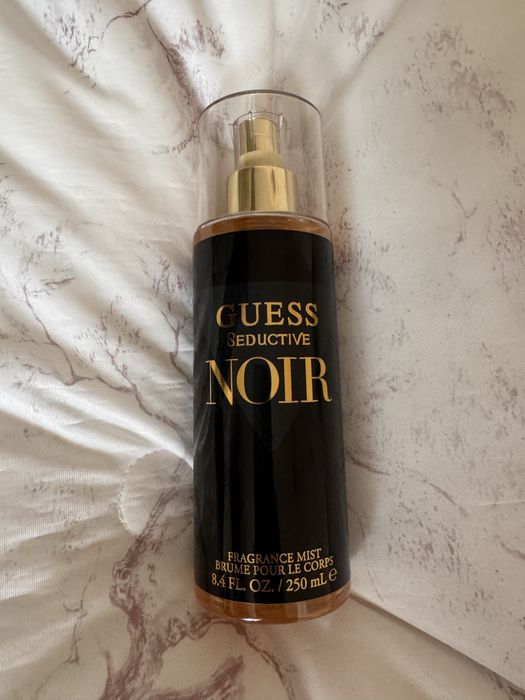 GUESS
SEDUCTIVE
NOIR
FRAGRANCE MIST
BRUME POUR LE CORPS
8.4 FL. OZ. / 250 mL ℮